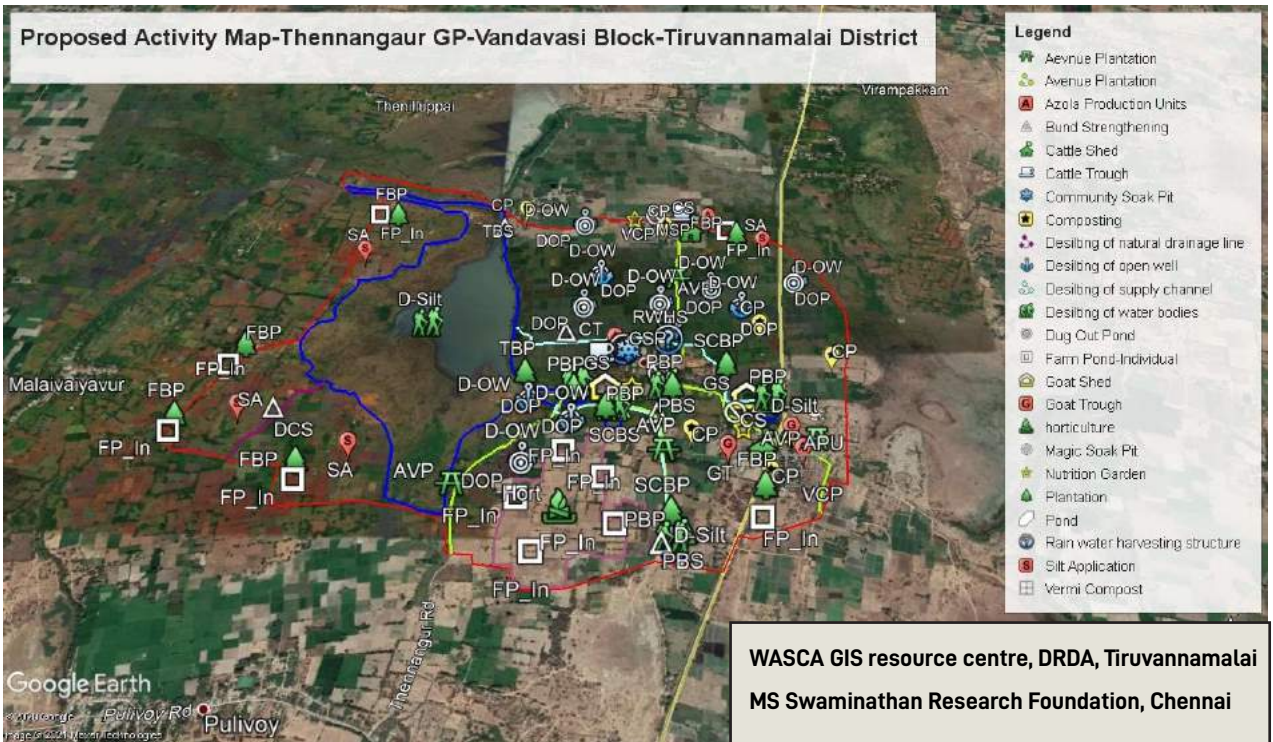 Proposed Activity Map-Thennangaur GP-Vandavasi Block-Tiruvannamalai District
Legend
Aevnue Plantation
Avenue Plantation
Azola Production Units
Bund Strengthening
Cattle Shed
Cattle Trough
Community Soak Pit
Composting
Desilting of natural drainage line
Desilting of open well
Desilting of supply channel
Desilting of water bodies
Dug Out Pond
Farm Pond-Individual
Goat Shed
Goat Trough
horticulture
Magic Soak Pit
Nutrition Garden
Plantation
Pond
Rain water harvesting structure
Silt Application
Vermi Compost
Theniluppai
Virampakkam
FBP
FP_In
SA
CP
D-OW
TBS
DOP
VCP
CP
CS
MSP
FBP
SA
FP_In
D-OW
D-OW
DOP
D-OW
D-OW
AVP
D-OW
DOP
D-OW
DOP
CP
DOP
RWHS
D-Silt
DOP
CT
GSP
SCBP
CP
FBP
FP_In
TBP
PBP
GS
PBP
GS
PBP
Malaivaiyavur
FBP
SA
D-OW
DOP
D-OW
DOP
PBP
PBS
D-Silt
FP_In
DCS
SCBS
AVP
CP
CS
AVP
APU
FBP
SA
AVP
D-OW
DOP
FP_In
GT
FBP
CP
VCP
FP_In
Hort
FP_In
SCBP
FP_In
PBP
D-Silt
FP_In
FP_In
PBS
FP_In
Thennangur Rd
Google Earth
Pulivoy Rd
Pulivoy
WASCA GIS resource centre, DRDA, Tiruvannamalai
MS Swaminathan Research Foundation, Chennai